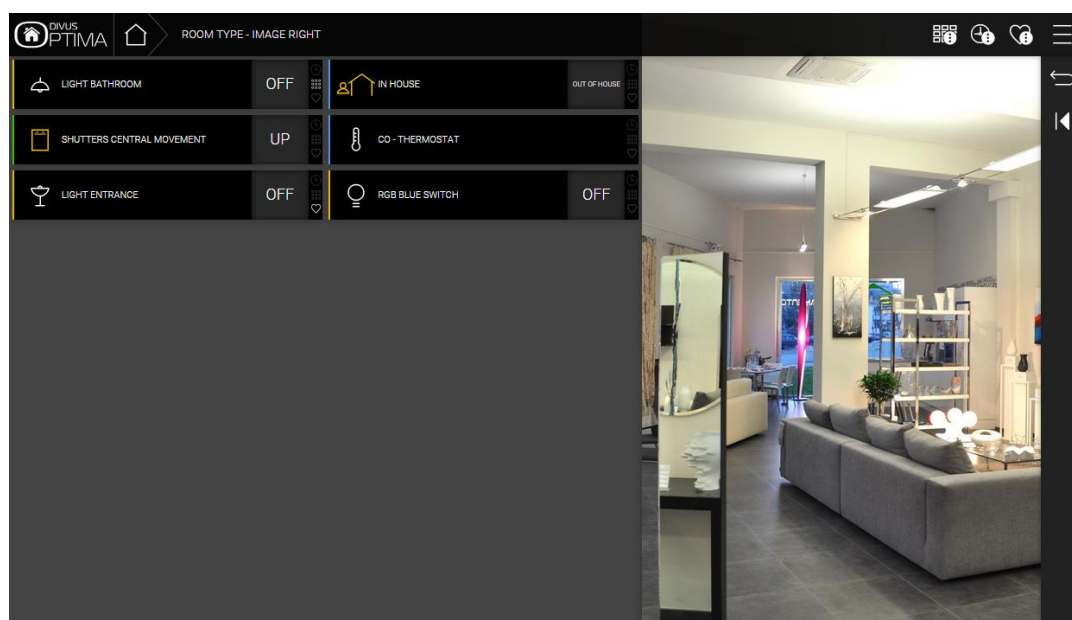 DIVUS
OPTIMA
ROOM TYPE - IMAGE RIGHT
LIGHT BATHROOM
OFF
IN HOUSE
OUT OF HOUSE
SHUTTERS CENTRAL MOVEMENT
UP
CO - THERMOSTAT
LIGHT ENTRANCE
OFF
RGB BLUE SWITCH
OFF